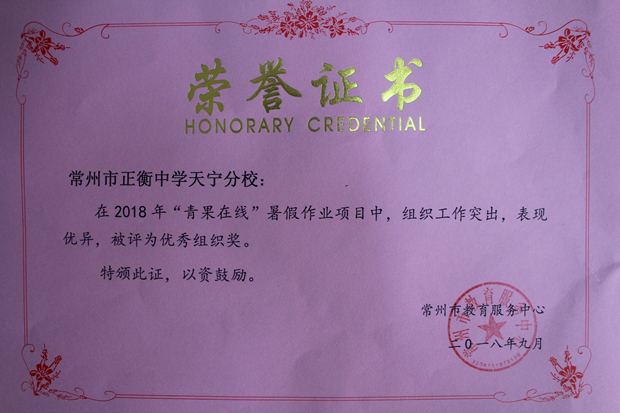 荣誉证书
HONORARY CREDENTIAL
常州市正衡中学天宁分校：
在2018年“青果在线”暑假作业项目中，组织工作突出，表现
优异，被评为优秀组织奖。
特颁此证，以资鼓励。
常州市教育服务中心
二〇一八年九月